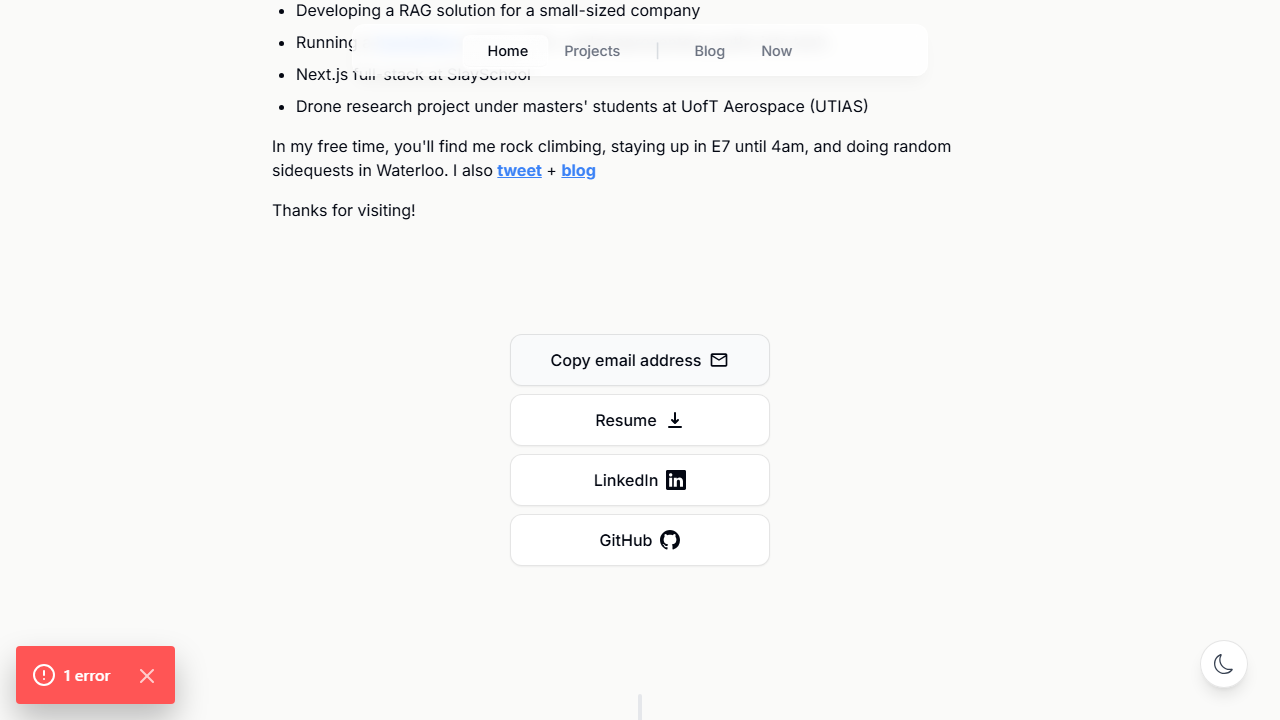 Developing a RAG solution for a small-sized company
Running
Home Projects Blog Now
Next.js full-stack at SlaySchool
Drone research project under masters' students at UofT Aerospace (UTIAS)
In my free time, you'll find me rock climbing, staying up in E7 until 4am, and doing random
sidequests in Waterloo. I also tweet + blog
Thanks for visiting!
Copy email address
Resume
LinkedIn
GitHub
1 error